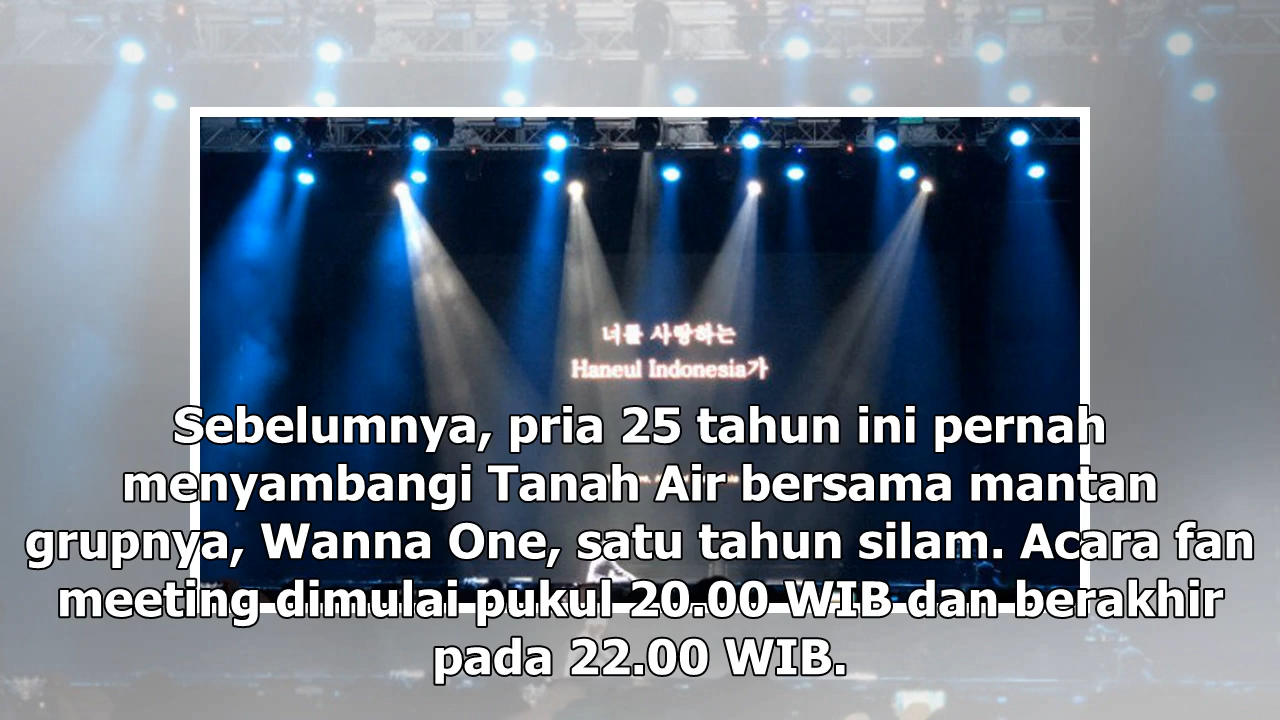 너를 사랑하는
Haneul Indonesia가
Sebelumnya, pria 25 tahun ini pernah
menyambangi Tanah Air bersama mantan
grupnya, Wanna One, satu tahun silam. Acara fan
meeting dimulai pukul 20.00 WIB dan berakhir
pada 22.00 WIB.